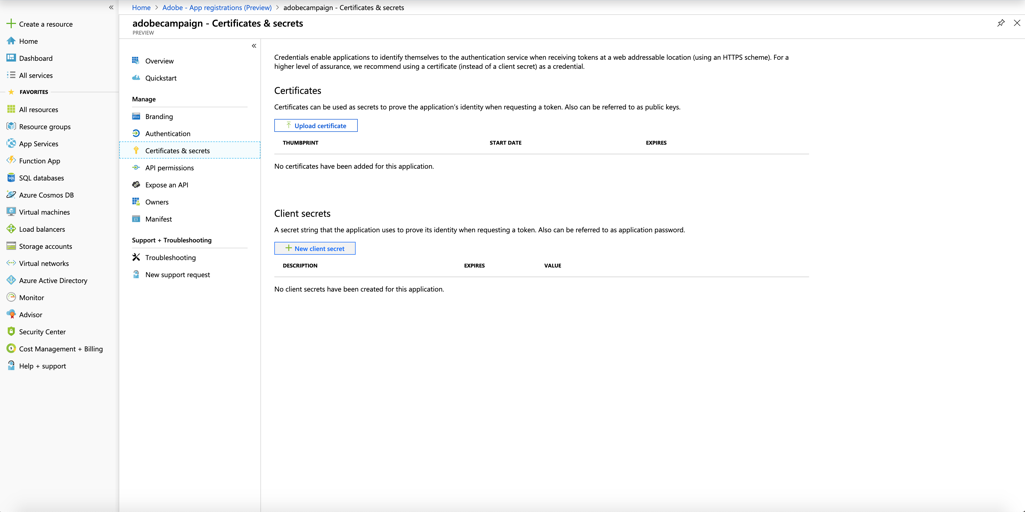 «
Home > Adobe - App registrations (Preview) > adobecampaign - Certificates & secrets
adobecampaign - Certificates & secrets
PREVIEW
Create a resource
Home
Dashboard
All services
FAVORITES
All resources
Resource groups
App Services
Function App
SQL databases
Azure Cosmos DB
Virtual machines
Load balancers
Storage accounts
Virtual networks
Azure Active Directory
Monitor
Advisor
Security Center
Cost Management + Billing
Help + support
«
Overview
Quickstart
Manage
Branding
Authentication
Certificates & secrets
API permissions
Expose an API
Owners
Manifest
Support + Troubleshooting
Troubleshooting
New support request
Credentials enable applications to identify themselves to the authentication service when receiving tokens at a web addressable location (using an HTTPS scheme). For a
higher level of assurance, we recommend using a certificate (instead of a client secret) as a credential.
Certificates
Certificates can be used as secrets to prove the application's identity when requesting a token. Also can be referred to as public keys.
Upload certificate
THUMBPRINT START DATE EXPIRES
No certificates have been added for this application.
Client secrets
A secret string that the application uses to prove its identity when requesting a token. Also can be referred to as application password.
New client secret
DESCRIPTION EXPIRES VALUE
No client secrets have been created for this application.